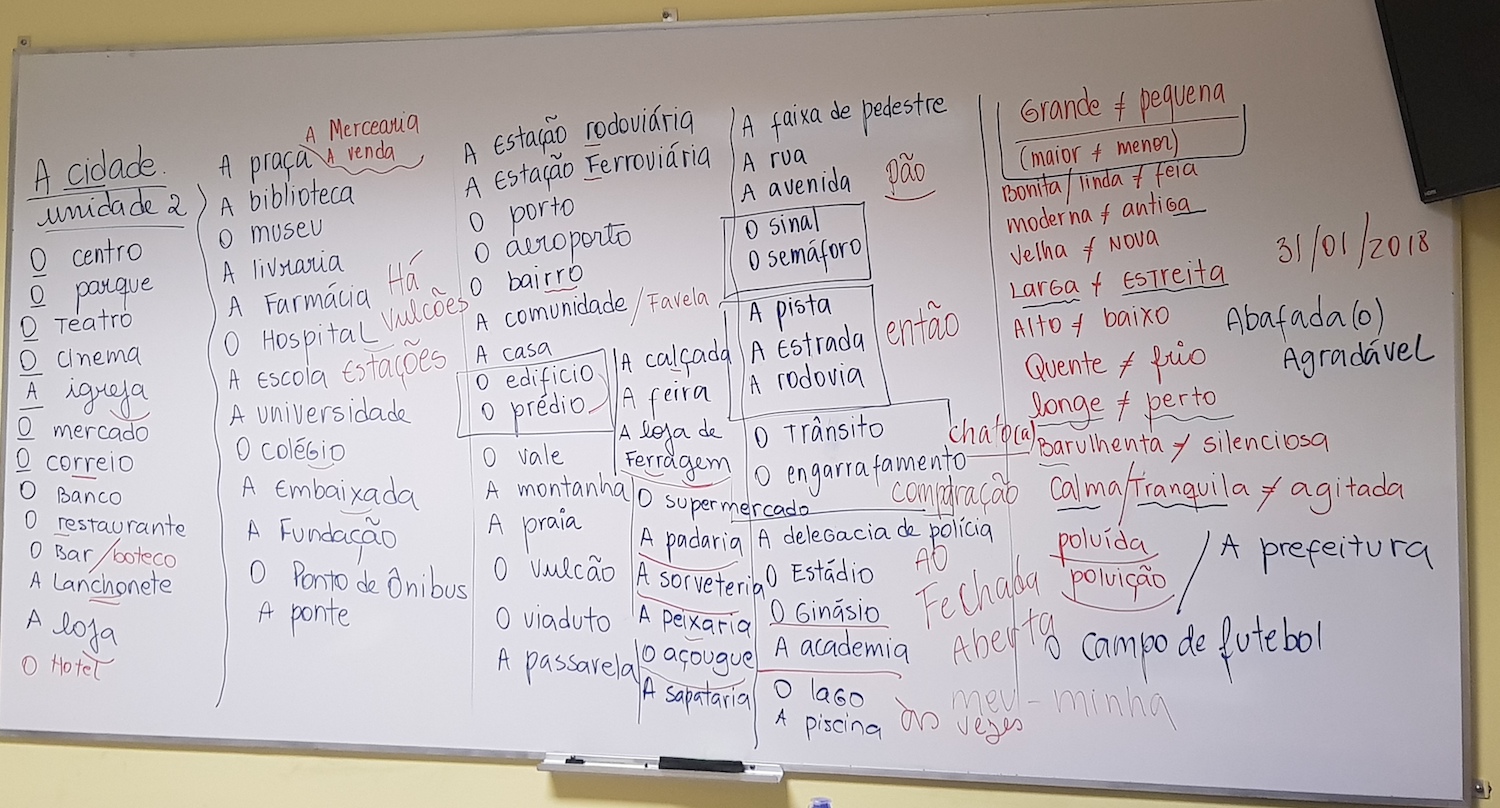 A cidade.
unidade 2
O centro
O parque
O Teatro
O Cinema
A igreja
O mercado
O correio
O Banco
O restaurante
O Bar/boteco
A Lanchonete
A loja
O Hotel
A Mercearia
A praça A venda
A biblioteca
O museu
A livraria
A Farmácia
O Hospital
A Escola
A universidade
O colégio
A Embaixada
A Fundação
O Ponto de Ônibus
A ponte
Há
Vulcões
Estações
A Estação rodoviária
A Estação Ferroviária
O porto
O aeroporto
O bairro
A comunidade/Favela
A casa
O edificio
O prédio
O vale
A montanha
A praia
O vulcão
O viaduto
A passarela
A calçada
A feira
A loja de
Ferragem
O supermercado
A padaria
A sorveteria
A peixaria
O açougue
A sapataria
A faixa de pedestre
A rua
A avenida
O sinal
O semáforo
A pista
A Estrada
A rodovia
O Trânsito
O engarrafamento
A delegacia de polícia
O Estádio
O Ginásio
A academia
O lago
A piscina
pão
então
chato(a)
comparação
AO
Fechada
Aberta
meu - minha
às vezes
Grande ≠ pequena
(maior ≠ menor)
Bonita/linda ≠ feia
moderna ≠ antiga
Velha ≠ Nova
Larga ≠ Estreita
Alto ≠ baixo
Quente ≠ frio
longe ≠ perto
Barulhenta ≠ silenciosa
Calma/Tranquila ≠ agitada
poluída
poluição
31/01/2018
Abafada(o)
Agradável
A prefeitura
O campo de futebol